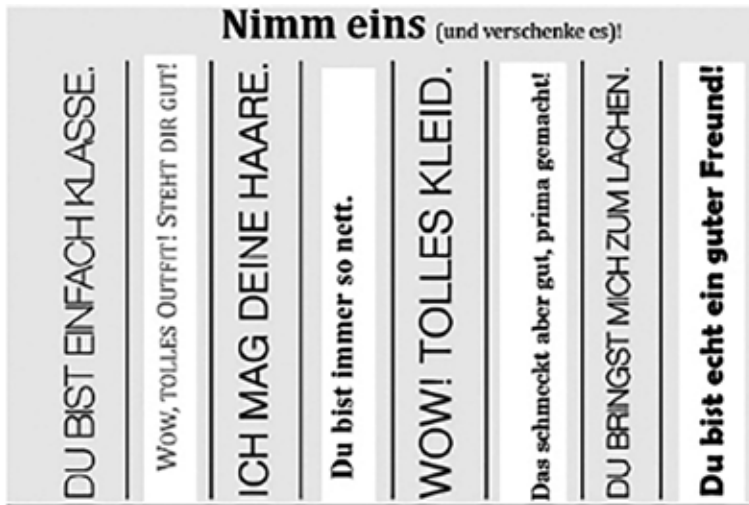 Nimm eins (und verschenke es)!
DU BIST EINFACH KLASSE.
WOW, TOLLES OUTFIT! STEHT DIR GUT!
ICH MAG DEINE HAARE.
Du bist immer so nett.
WOW! TOLLES KLEID.
Das schmeckt aber gut, prima gemacht!
DU BRINGST MICH ZUM LACHEN.
Du bist echt ein guter Freund!